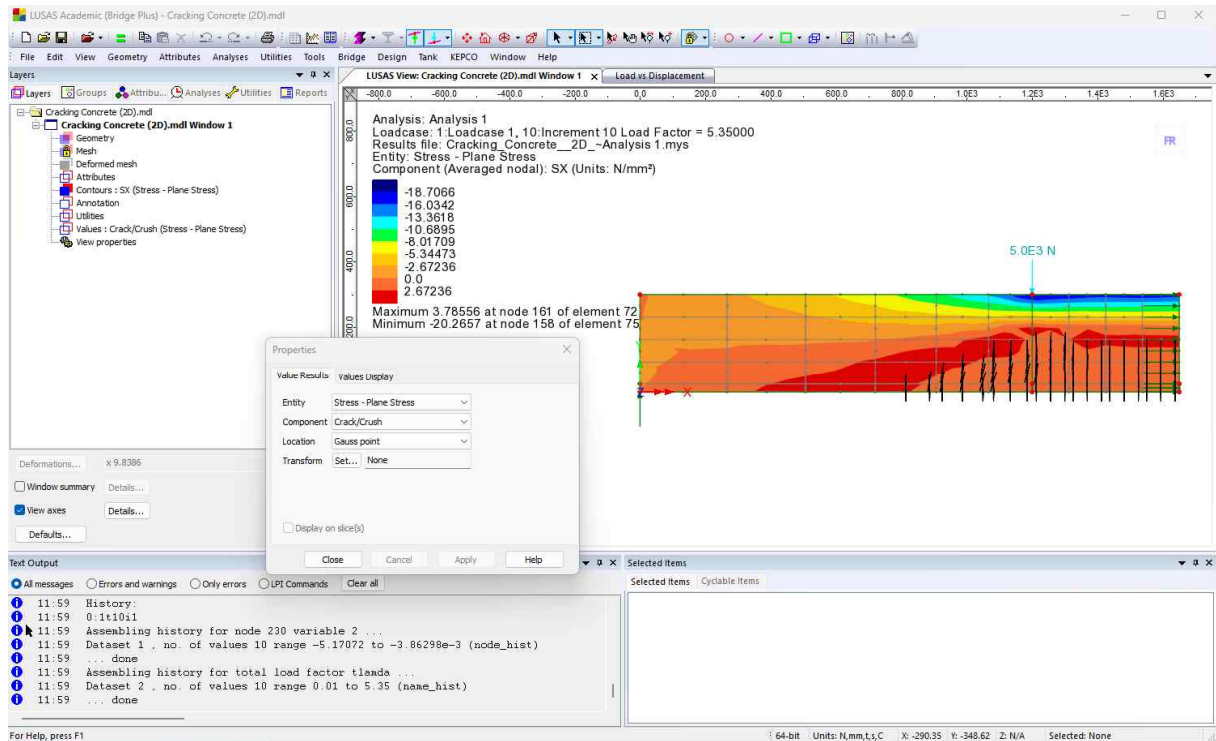 LUSAS Academic (Bridge Plus) - Cracking Concrete (2D).mdl
File Edit View Geometry Attributes Analyses Utilities Tools Bridge Design Tank KEPCO Window Help
Layers
LUSAS View: Cracking Concrete (2D).mdl Window 1 x Load vs Displacement
Layers Groups Attribu... Analyses Utilities Reports
-800.0 -600.0 -400.0 -200.0 0.0 200.0 400.0 600.0 800.0 1.0E3 1.2E3 1.4E3 1.6E3
Cracking Concrete (2D).mdl
Cracking Concrete (2D).mdl Window 1
Geometry
Mesh
Deformed mesh
Attributes
Contours : SX (Stress - Plane Stress)
Annotation
Utilities
Values : Crack/Crush (Stress - Plane Stress)
View properties
800.0
600.0
400.0
200.0
Analysis: Analysis 1
Loadcase: 1:Loadcase 1, 10:Increment 10 Load Factor = 5.35000
Results file: Cracking_Concrete__2D_~Analysis 1.mys
Entity: Stress - Plane Stress
Component (Averaged nodal): SX (Units: N/mm²)
-18.7066
-16.0342
-13.3618
-10.6895
-8.01709
-5.34473
-2.67236
0.0
2.67236
Maximum 3.78556 at node 161 of element 72
Minimum -20.2657 at node 158 of element 75
FR
5.0E3 N
Y
Z
X
Deformations... x 9.8386
Window summary Details...
View axes Details...
Defaults...
Properties
Value Results Values Display
Entity Stress - Plane Stress
Component Crack/Crush
Location Gauss point
Transform Set... None
Display on slice(s)
Close Cancel Apply Help
Text Output
All messages Errors and warnings Only errors LPI Commands Clear all
11:59 History:
11:59 0:1t10i1
11:59 Assembling history for node 230 variable 2 ...
11:59 Dataset 1 , no. of values 10 range -5.17072 to -3.86298e-3 (node_hist)
11:59 ... done
11:59 Assembling history for total load factor tlamda ...
11:59 Dataset 2 , no. of values 10 range 0.01 to 5.35 (name_hist)
11:59 ... done
Selected Items
Selected Items Cyclable Items
For Help, press F1
64-bit Units: N,mm,t,s,C X: -290.35 Y: -348.62 Z: N/A Selected: None